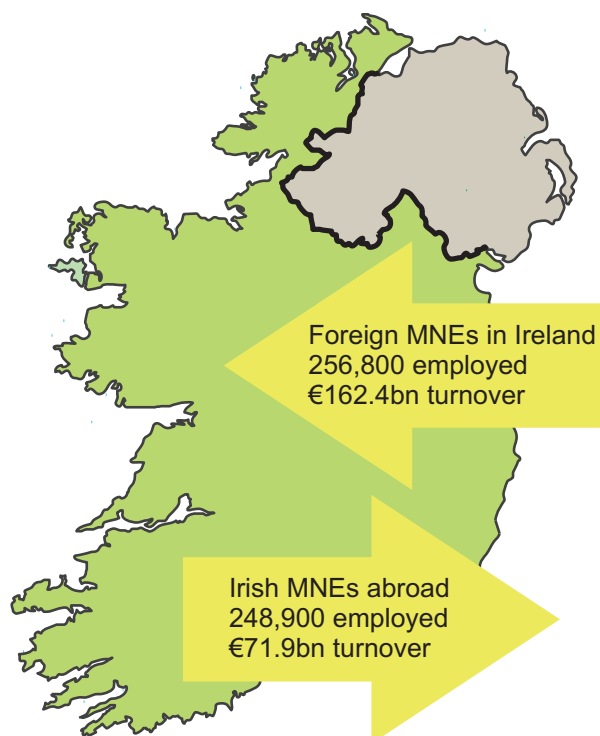 Foreign MNEs in Ireland
256,800 employed
€162.4bn turnover
Irish MNEs abroad
248,900 employed
€71.9bn turnover